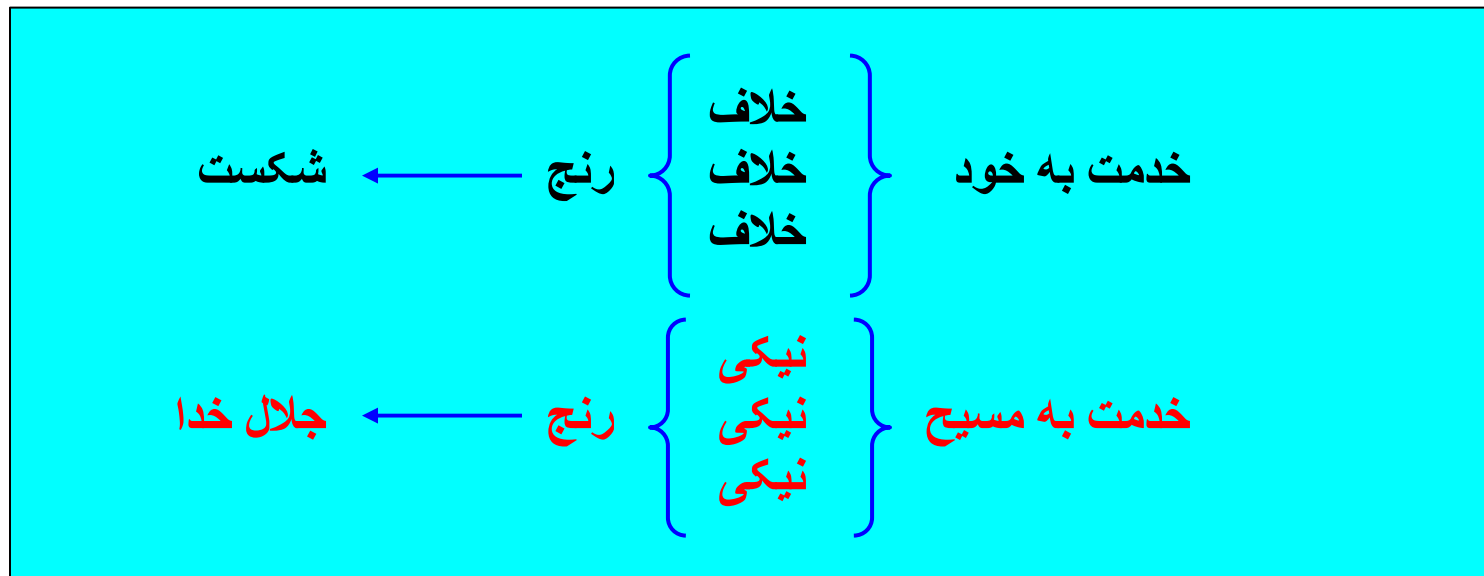 خلاف
خدمت به خود خلاف رنج شکست
خلاف
نیکی
خدمت به مسیح نیکی رنج جلال خدا
نیکی